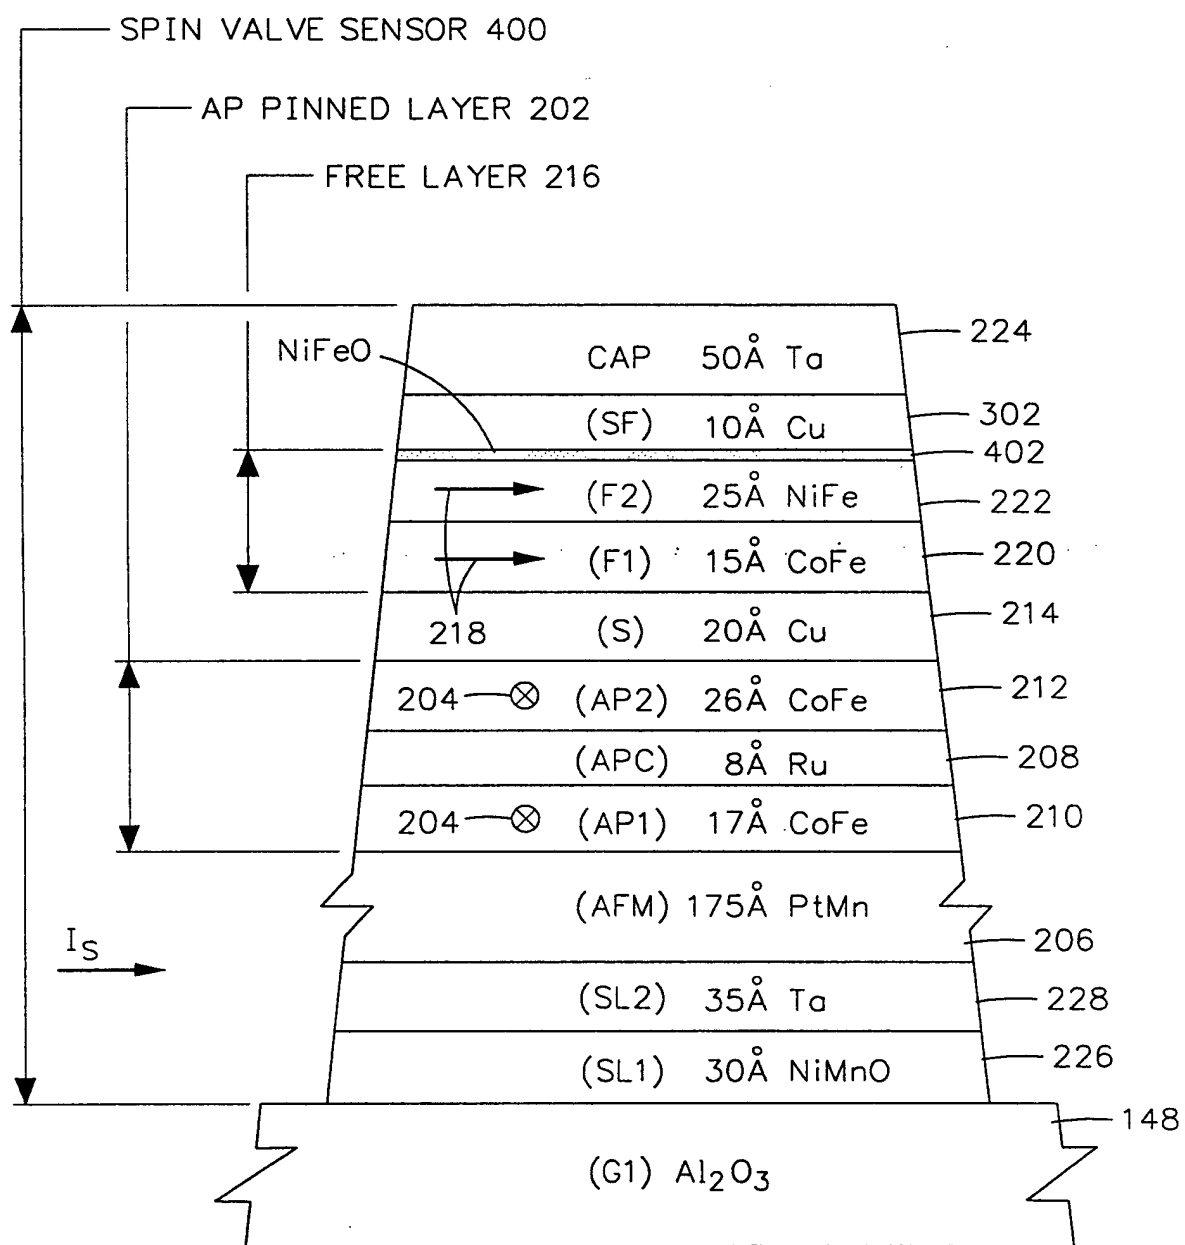 SPIN VALVE SENSOR 400
AP PINNED LAYER 202
FREE LAYER 216
CAP 50Å Ta 224
NiFeO
(SF) 10Å Cu 302
402
(F2) 25Å NiFe 222
(F1) 15Å CoFe 220
218 (S) 20Å Cu 214
204 (AP2) 26Å CoFe 212
(APC) 8Å Ru 208
204 (AP1) 17Å CoFe 210
(AFM) 175Å PtMn 206
IS
(SL2) 35Å Ta 228
(SL1) 30Å NiMnO 226
148
(G1) Al2O3